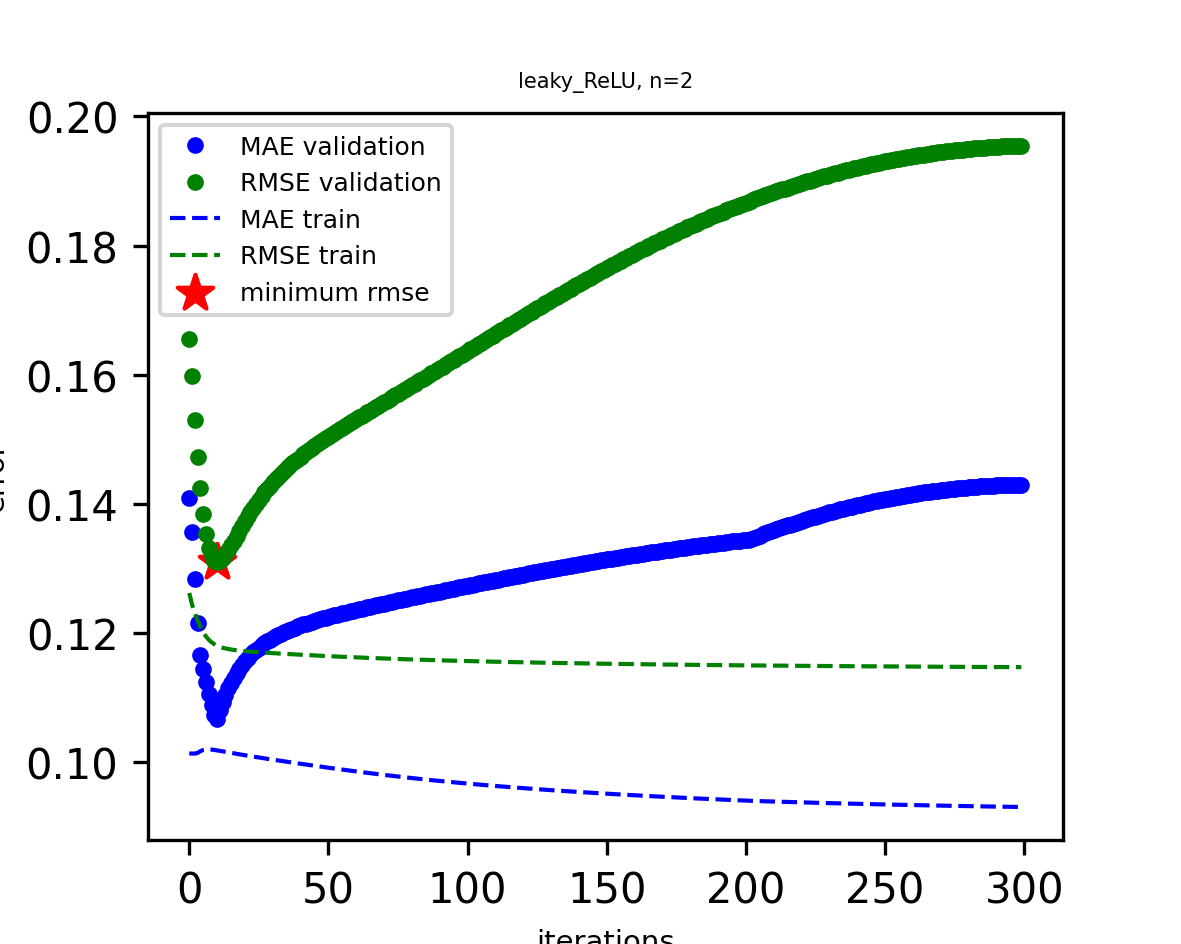 leaky_ReLU, n=2
0.20
0.18
0.16
0.14
0.12
0.10
MAE validation
RMSE validation
MAE train
RMSE train
minimum rmse
0 50 100 150 200 250 300
iterations